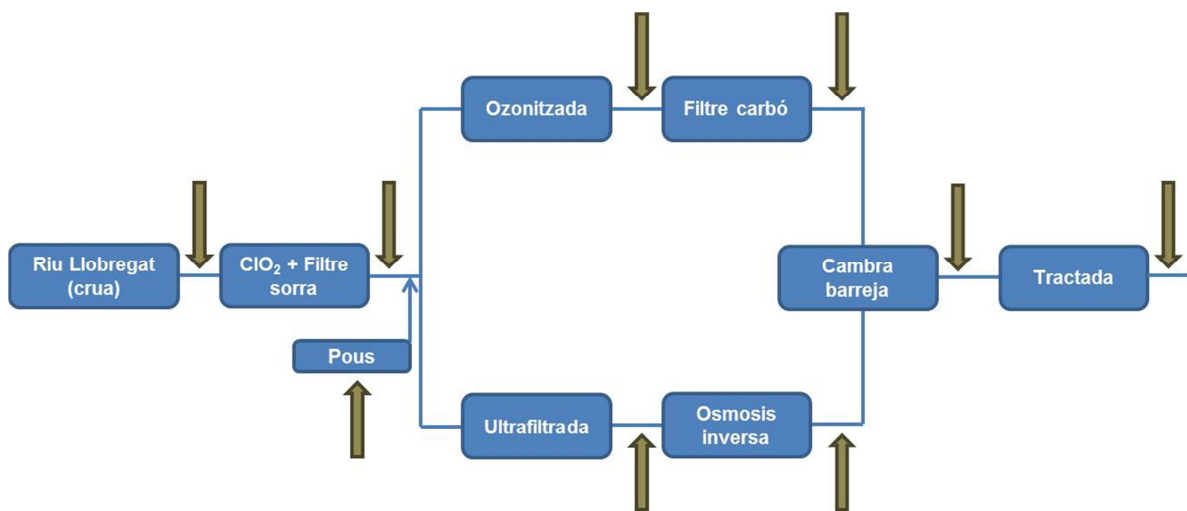 Ozonitzada
Filtre carbó
Riu Llobregat
(crua)
ClO₂ + Filtre
sorra
Cambra
barreja
Tractada
Pous
Ultrafiltrada
Osmosis
inversa